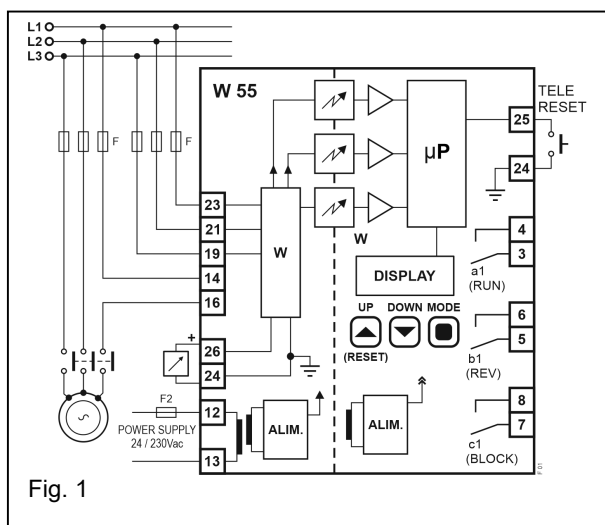 L1
L2
L3
W 55
F
F
TELE
RESET
µP
25
24
23
21
19
14
16
W
W
DISPLAY
4
3
a1
(RUN)
UP
DOWN
MODE
(RESET)
6
5
b1
(REV)
+
26
24
F2
12
POWER SUPPLY
24 / 230Vac
13
ALIM.
ALIM.
8
7
c1
(BLOCK)
F 01
Fig. 1